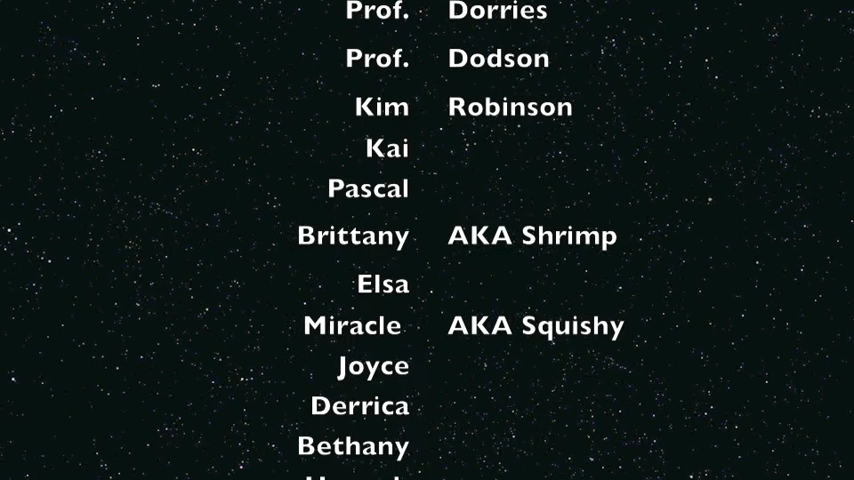 Prof. Dorries
Prof. Dodson
Kim Robinson
Kai
Pascal
Brittany AKA Shrimp
Elsa
Miracle AKA Squishy
Joyce
Derrica
Bethany